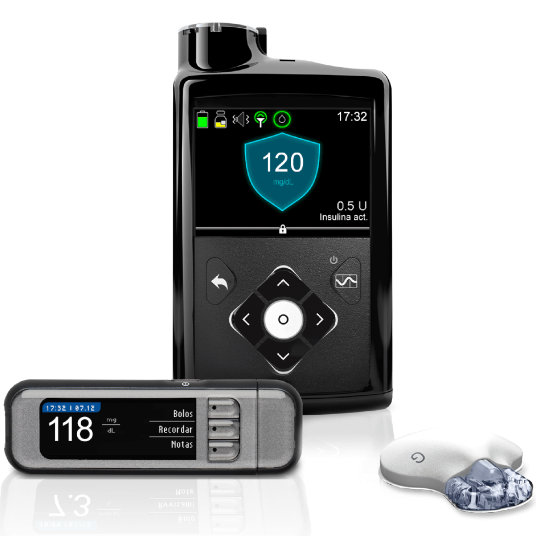 17:32
120
mg/dL
0.5 U
Insulina act.
17:32 | 07.12
118 mg dL
Bolos
Recordar
Notas